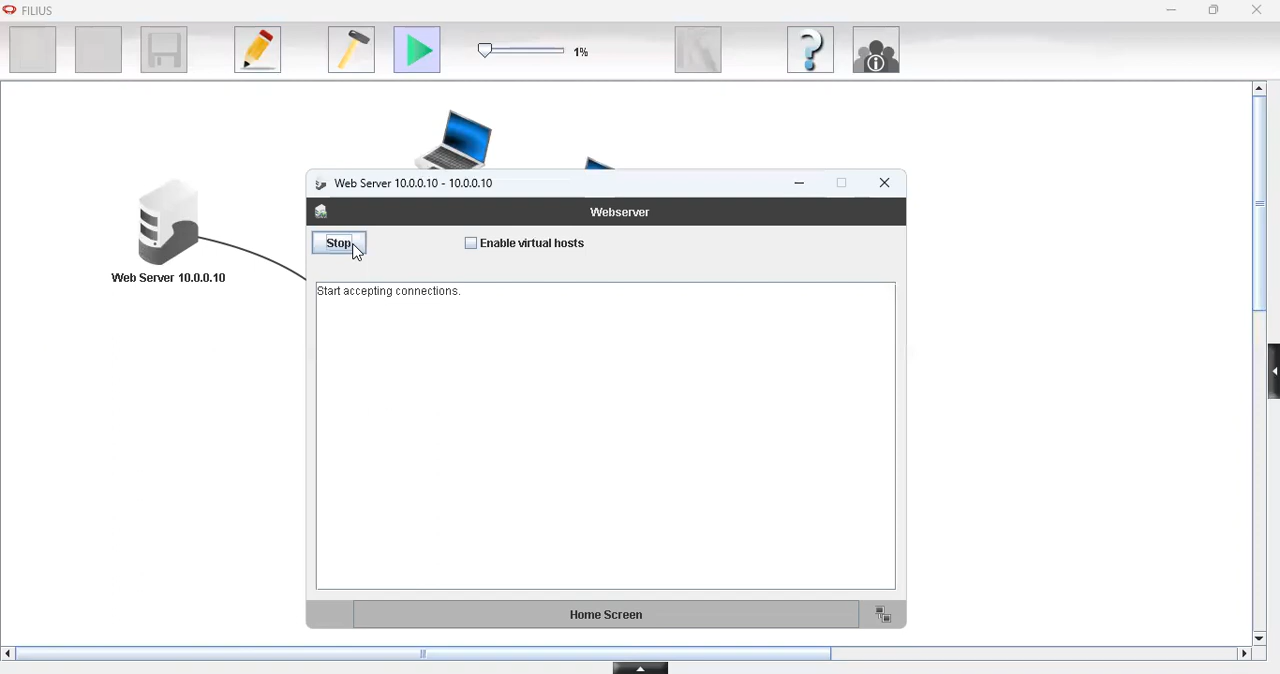 FILIUS
1%
Web Server 10.0.0.10 - 10.0.0.10
Webserver
Stop
Enable virtual hosts
Start accepting connections.
Web Server 10.0.0.10
Home Screen